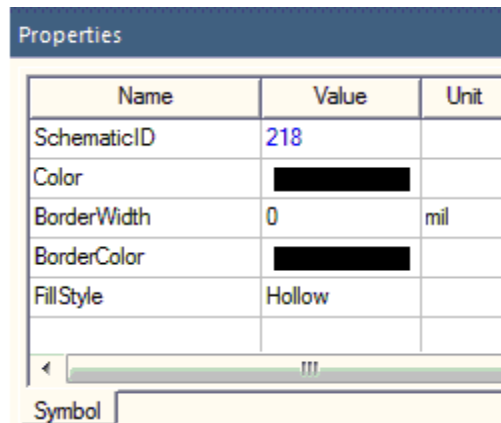 Properties
Name Value Unit
SchematicID 218
Color
BorderWidth 0 mil
BorderColor
FillStyle Hollow
Symbol